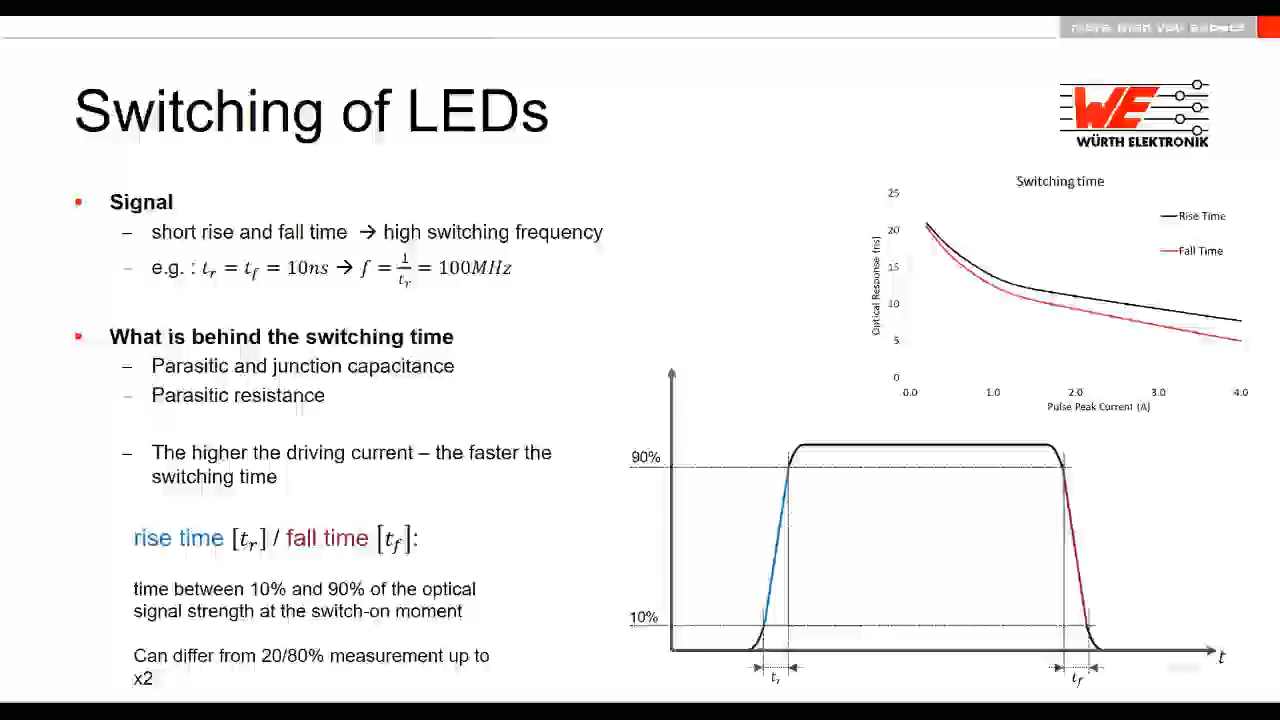 more than you expect
Switching of LEDs
WE
WÜRTH ELEKTRONIK
• Signal
– short rise and fall time → high switching frequency
– e.g. : t_r = t_f = 10ns → f = 1/t_r = 100MHz
• What is behind the switching time
– Parasitic and junction capacitance
– Parasitic resistance
– The higher the driving current – the faster the
switching time
rise time [t_r] / fall time [t_f]:
time between 10% and 90% of the optical
signal strength at the switch-on moment
Can differ from 20/80% measurement up to
x2
Switching time
25
20
15
10
5
0
Optical Response (ns)
0.0 1.0 2.0 3.0 4.0
Pulse Peak Current (A)
Rise Time
Fall Time
90%
10%
t
t_r
t_f